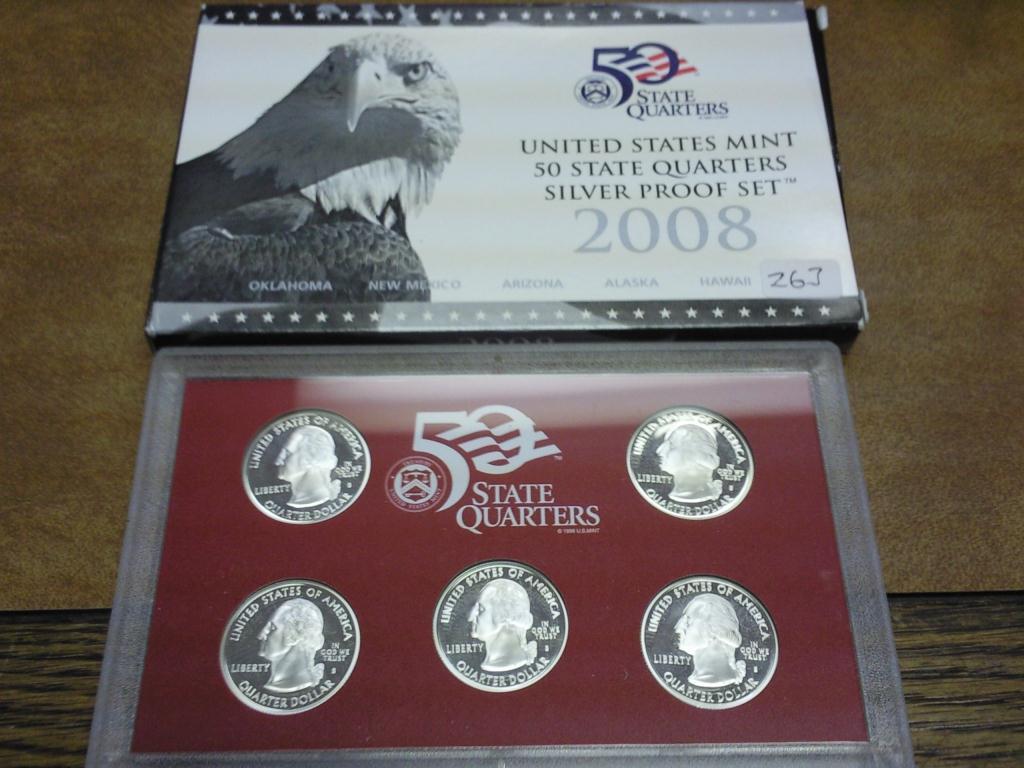 50
STATE
QUARTERS
UNITED STATES MINT
50 STATE QUARTERS
SILVER PROOF SET™
2008
OKLAHOMA NEW MEXICO ARIZONA ALASKA HAWAII
263
2008
UNITED STATES OF AMERICA
LIBERTY
IN
GOD WE
TRUST
S
QUARTER DOLLAR
50
STATE
QUARTERS
UNITED STATES OF AMERICA
LIBERTY
IN
GOD WE
TRUST
S
QUARTER DOLLAR
UNITED STATES OF AMERICA
LIBERTY
IN
GOD WE
TRUST
S
QUARTER DOLLAR
UNITED STATES OF AMERICA
LIBERTY
IN
GOD WE
TRUST
S
QUARTER DOLLAR
UNITED STATES OF AMERICA
LIBERTY
IN
GOD WE
TRUST
S
QUARTER DOLLAR